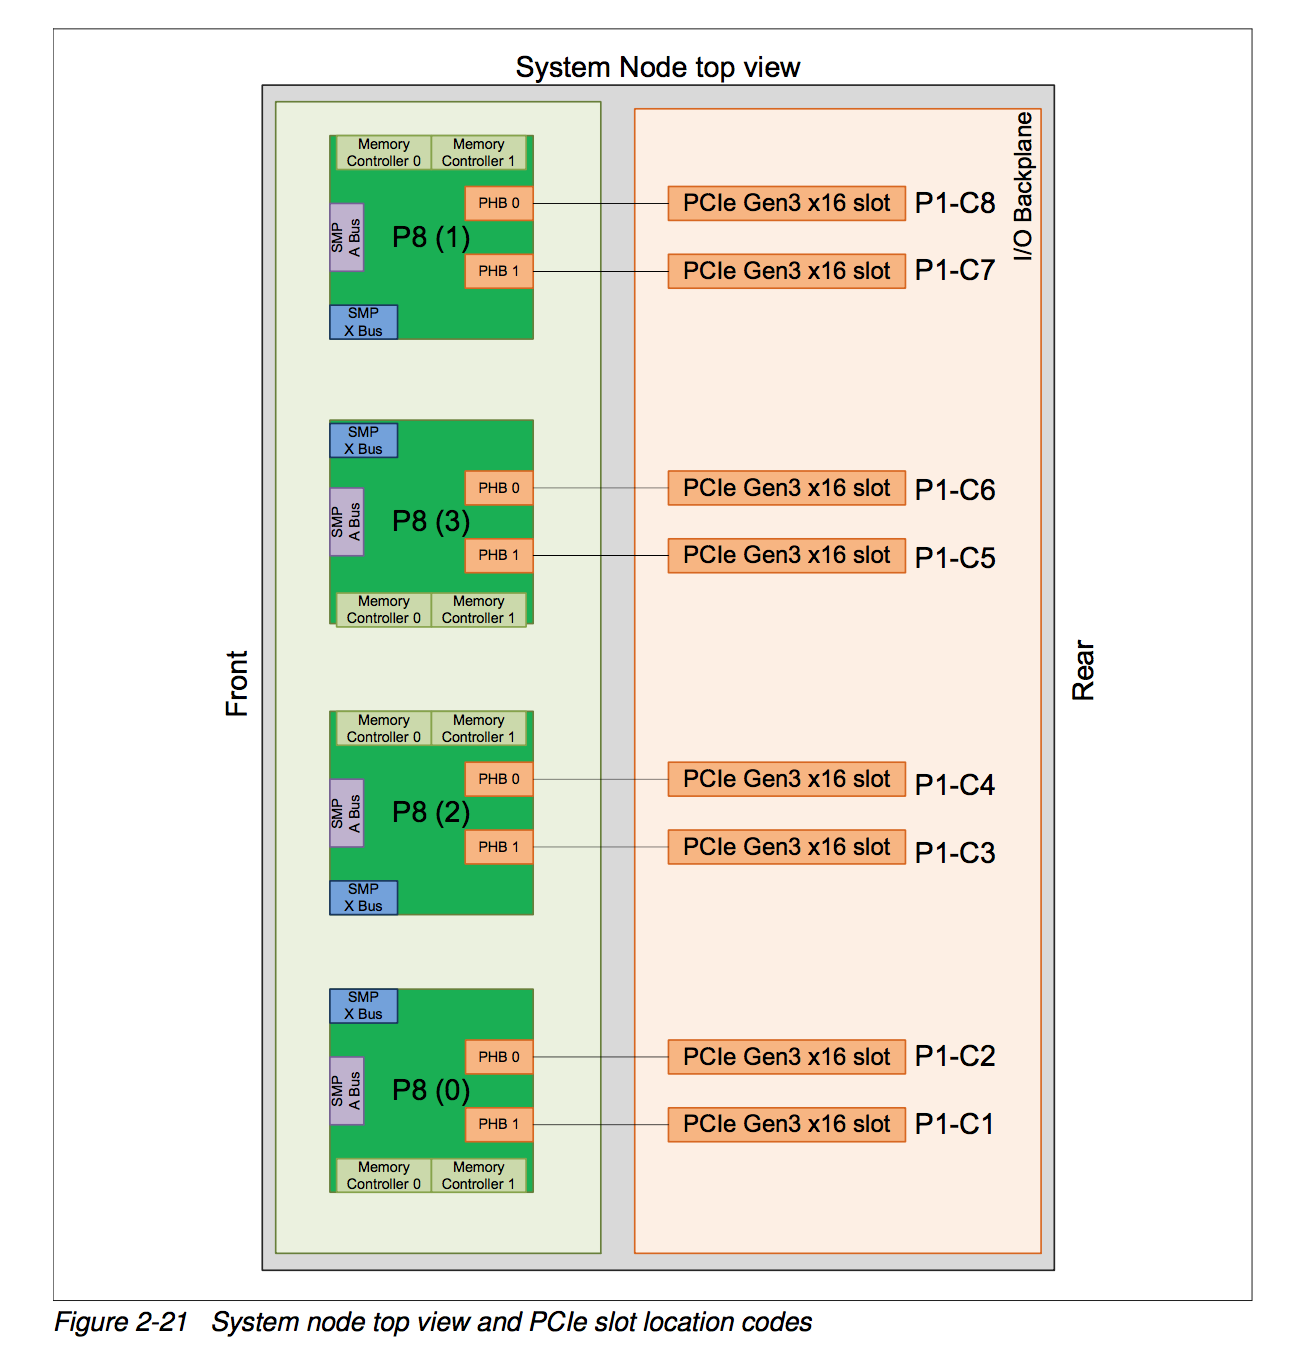 System Node top view
I/O Backplane
Front
Rear
Memory
Controller 0
Memory
Controller 1
PHB 0
SMP
A Bus
P8 (1)
PHB 1
SMP
X Bus
PCIe Gen3 x16 slot
P1-C8
PCIe Gen3 x16 slot
P1-C7
SMP
X Bus
PHB 0
SMP
A Bus
P8 (3)
PHB 1
Memory
Controller 0
Memory
Controller 1
PCIe Gen3 x16 slot
P1-C6
PCIe Gen3 x16 slot
P1-C5
Memory
Controller 0
Memory
Controller 1
PHB 0
SMP
A Bus
P8 (2)
PHB 1
SMP
X Bus
PCIe Gen3 x16 slot
P1-C4
PCIe Gen3 x16 slot
P1-C3
SMP
X Bus
PHB 0
SMP
A Bus
P8 (0)
PHB 1
Memory
Controller 0
Memory
Controller 1
PCIe Gen3 x16 slot
P1-C2
PCIe Gen3 x16 slot
P1-C1
Figure 2-21 System node top view and PCIe slot location codes